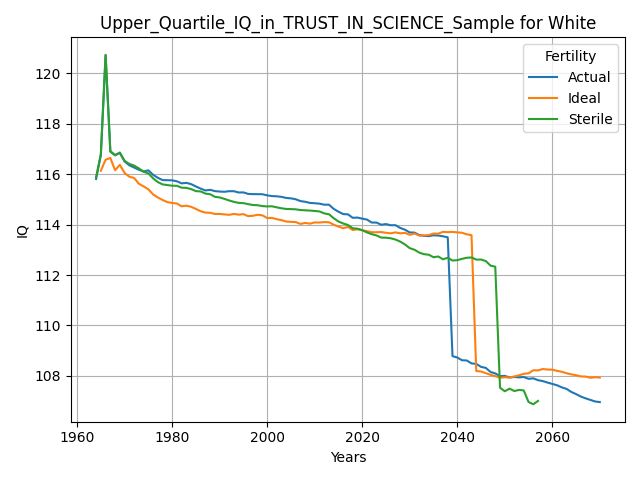 Upper_Quartile_IQ_in_TRUST_IN_SCIENCE_Sample for White
Fertility
Actual
Ideal
Sterile
IQ
120
118
116
114
112
110
108
1960
1980
2000
2020
2040
2060
Years